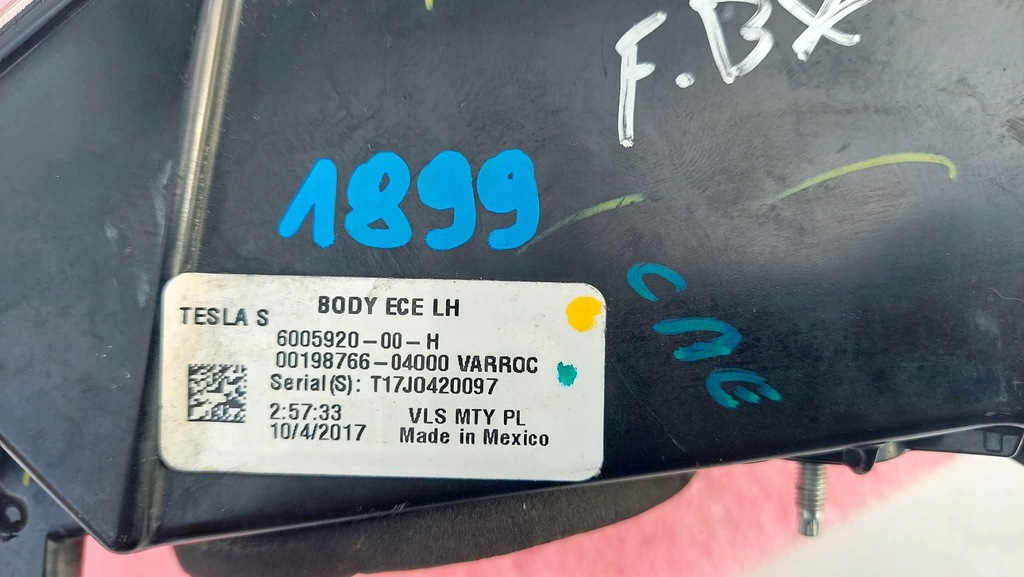 F.BX
1899
TESLA S
BODY ECE LH
6005920-00-H
00198766-04000 VARROC
Serial(S): T17J0420097
2:57:33
VLS MTY PL
10/4/2017
Made in Mexico